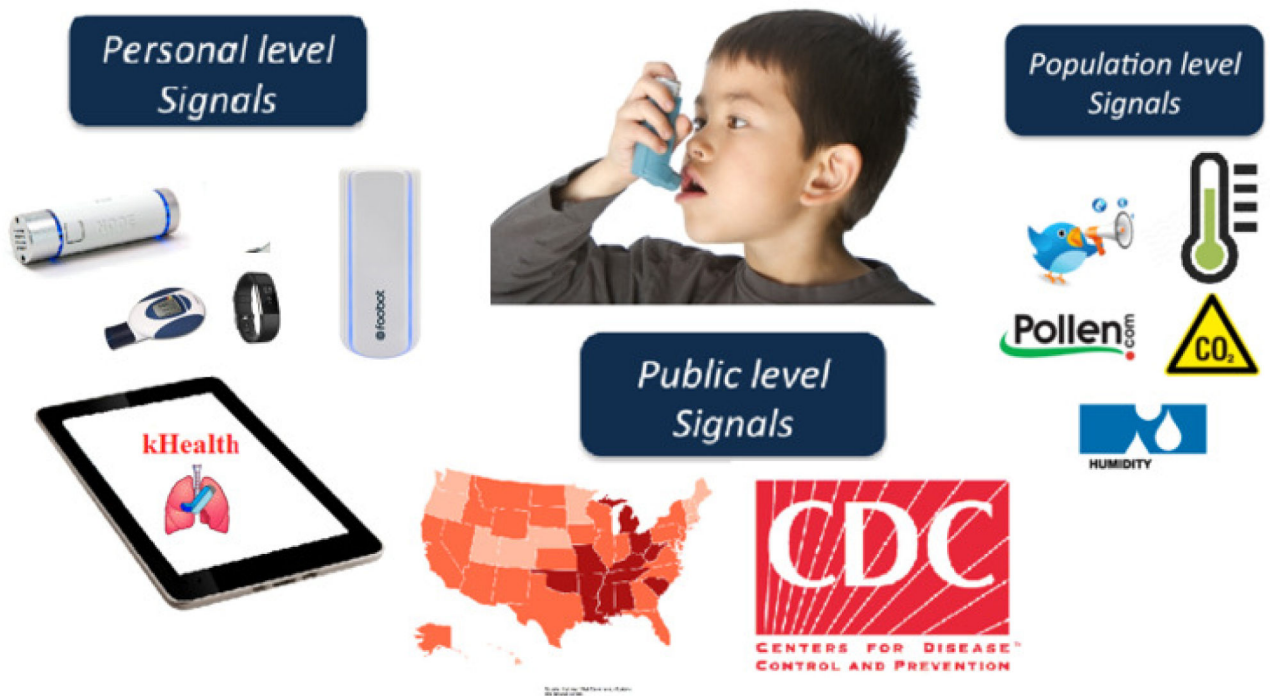 Personal level
Signals
Population level
Signals
NODE
foobot
Pollen.com
CO₂
HUMIDITY
kHealth
Public level
Signals
CDC
CENTERS FOR DISEASE
CONTROL AND PREVENTION